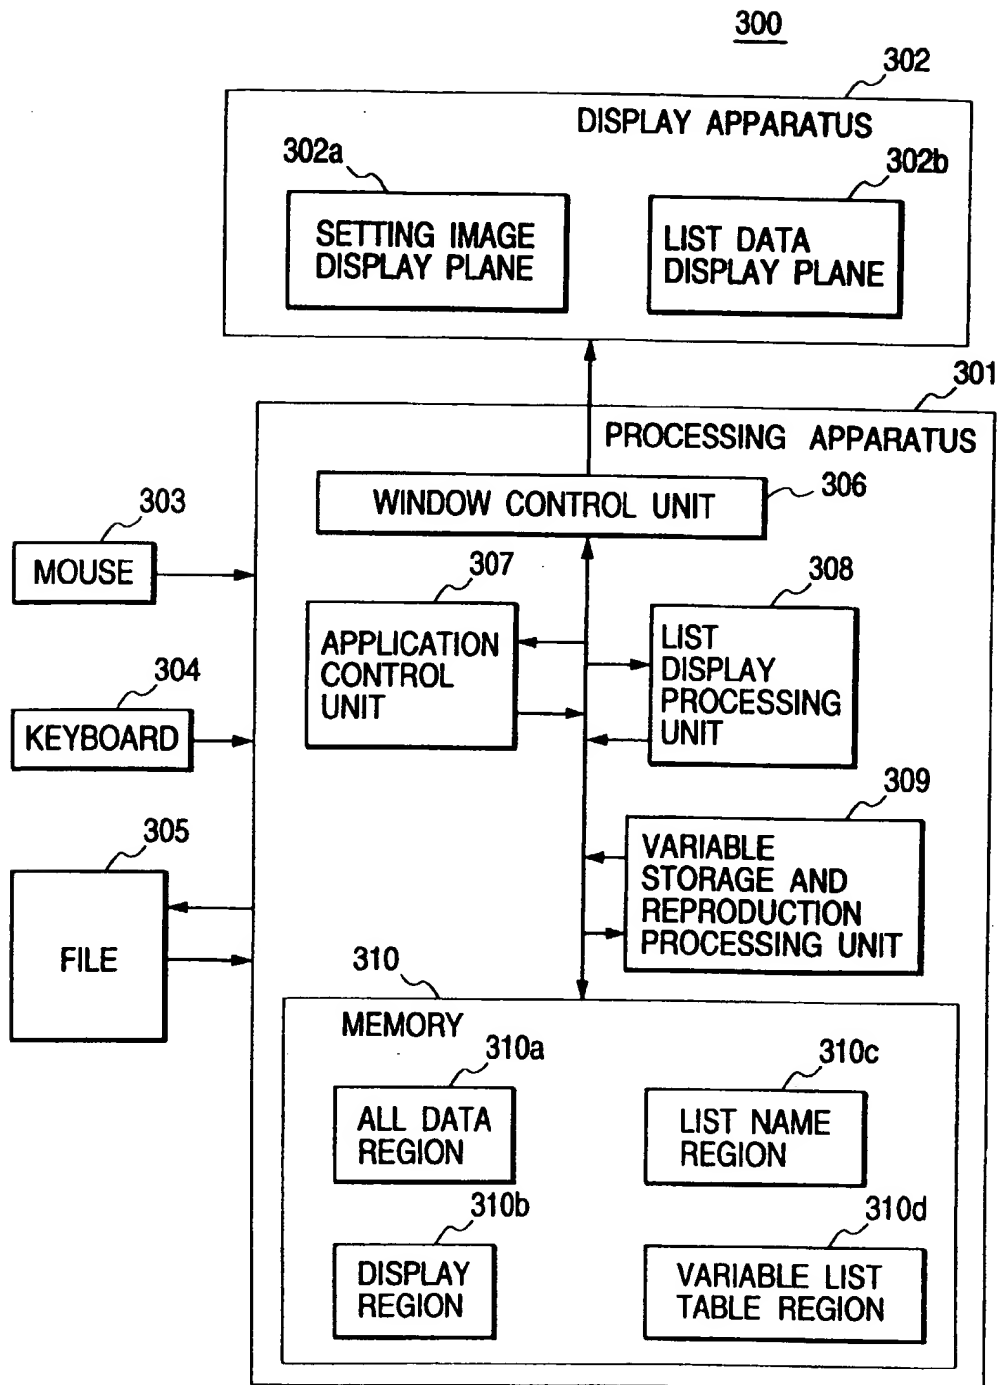 300
302
DISPLAY APPARATUS
302a
302b
SETTING IMAGE
DISPLAY PLANE
LIST DATA
DISPLAY PLANE
301
PROCESSING APPARATUS
WINDOW CONTROL UNIT
306
303
MOUSE
307
308
APPLICATION
CONTROL
UNIT
LIST
DISPLAY
PROCESSING
UNIT
304
KEYBOARD
309
VARIABLE
STORAGE AND
REPRODUCTION
PROCESSING UNIT
305
FILE
310
MEMORY
310a
310c
ALL DATA
REGION
LIST NAME
REGION
310b
310d
DISPLAY
REGION
VARIABLE LIST
TABLE REGION